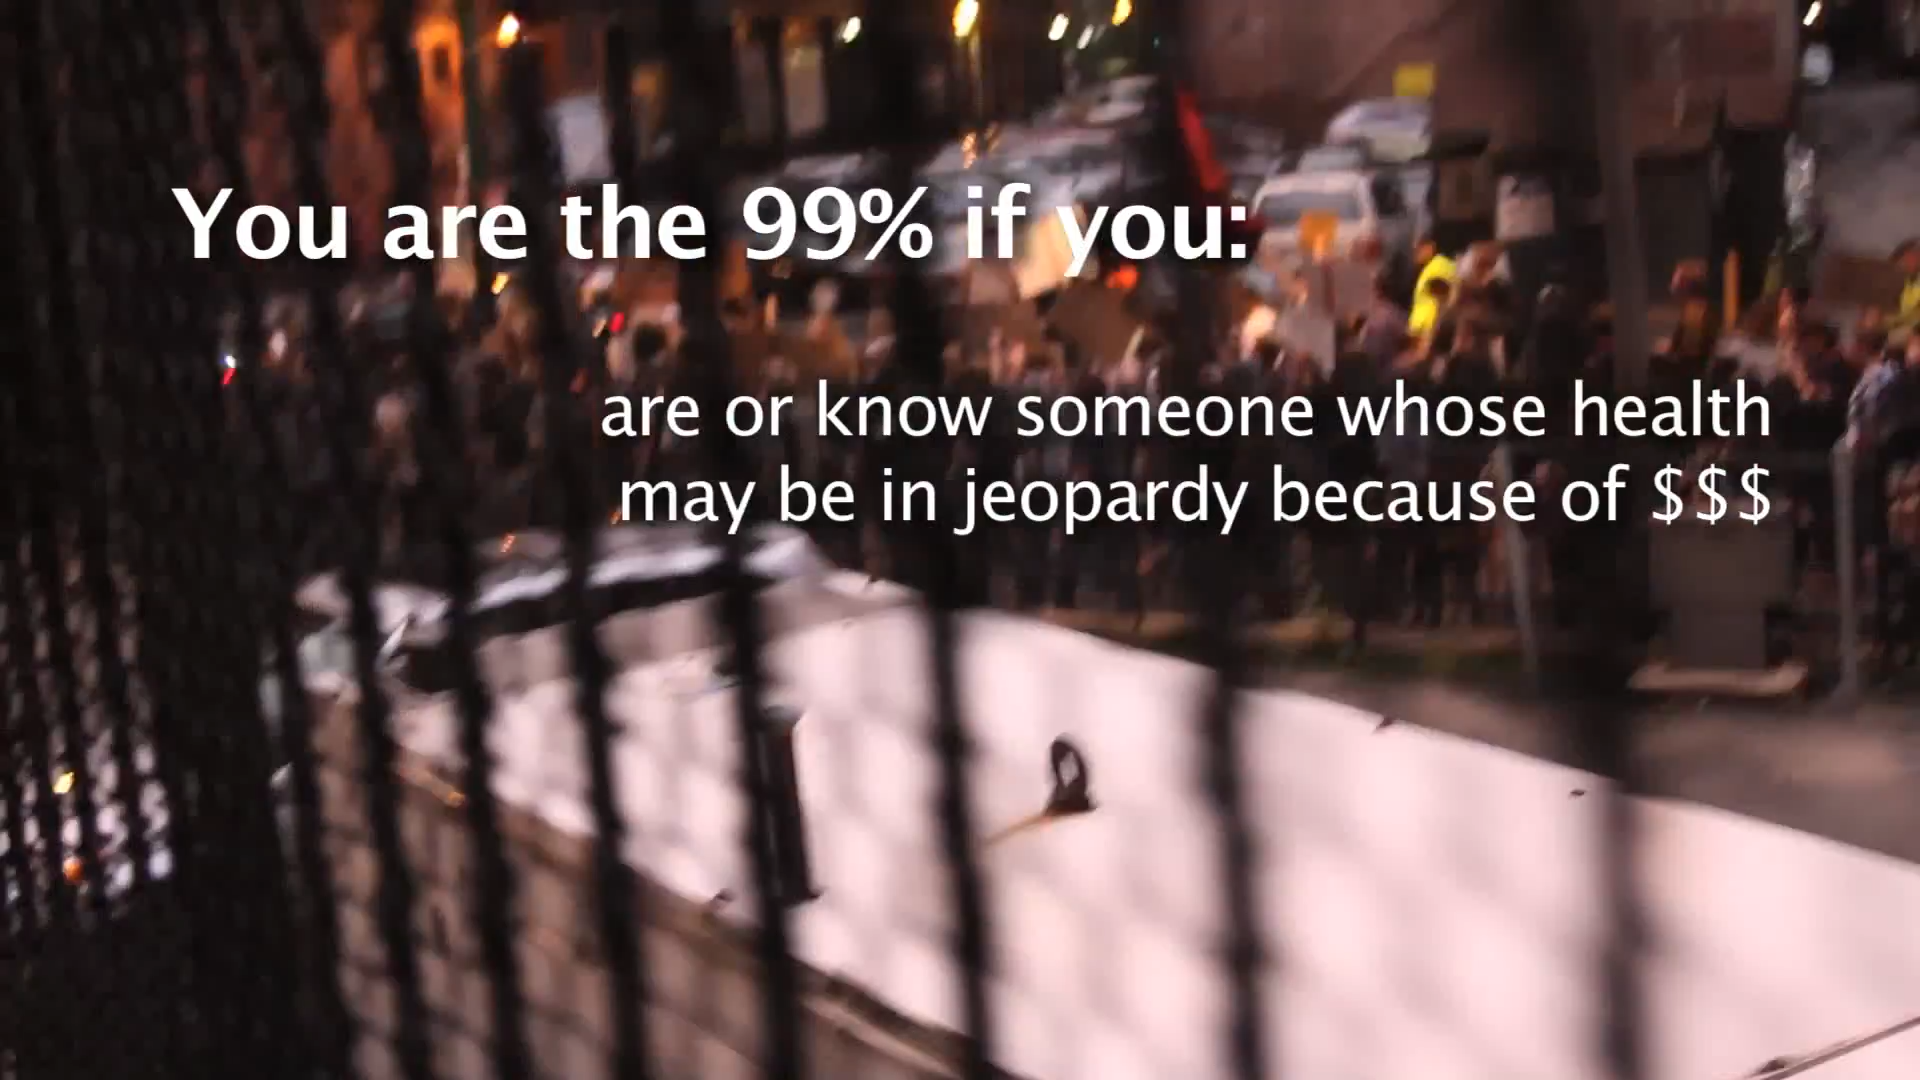 You are the 99% if you:
are or know someone whose health
may be in jeopardy because of $$$